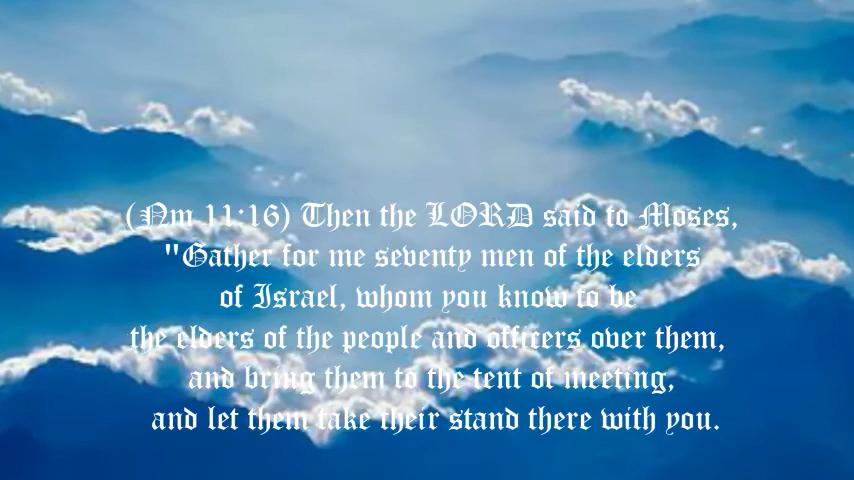 (Nm 11:16) Then the LORD said to Moses,
"Gather for me seventy men of the elders
of Israel, whom you know to be
the elders of the people and officers over them,
and bring them to the tent of meeting,
and let them take their stand there with you.